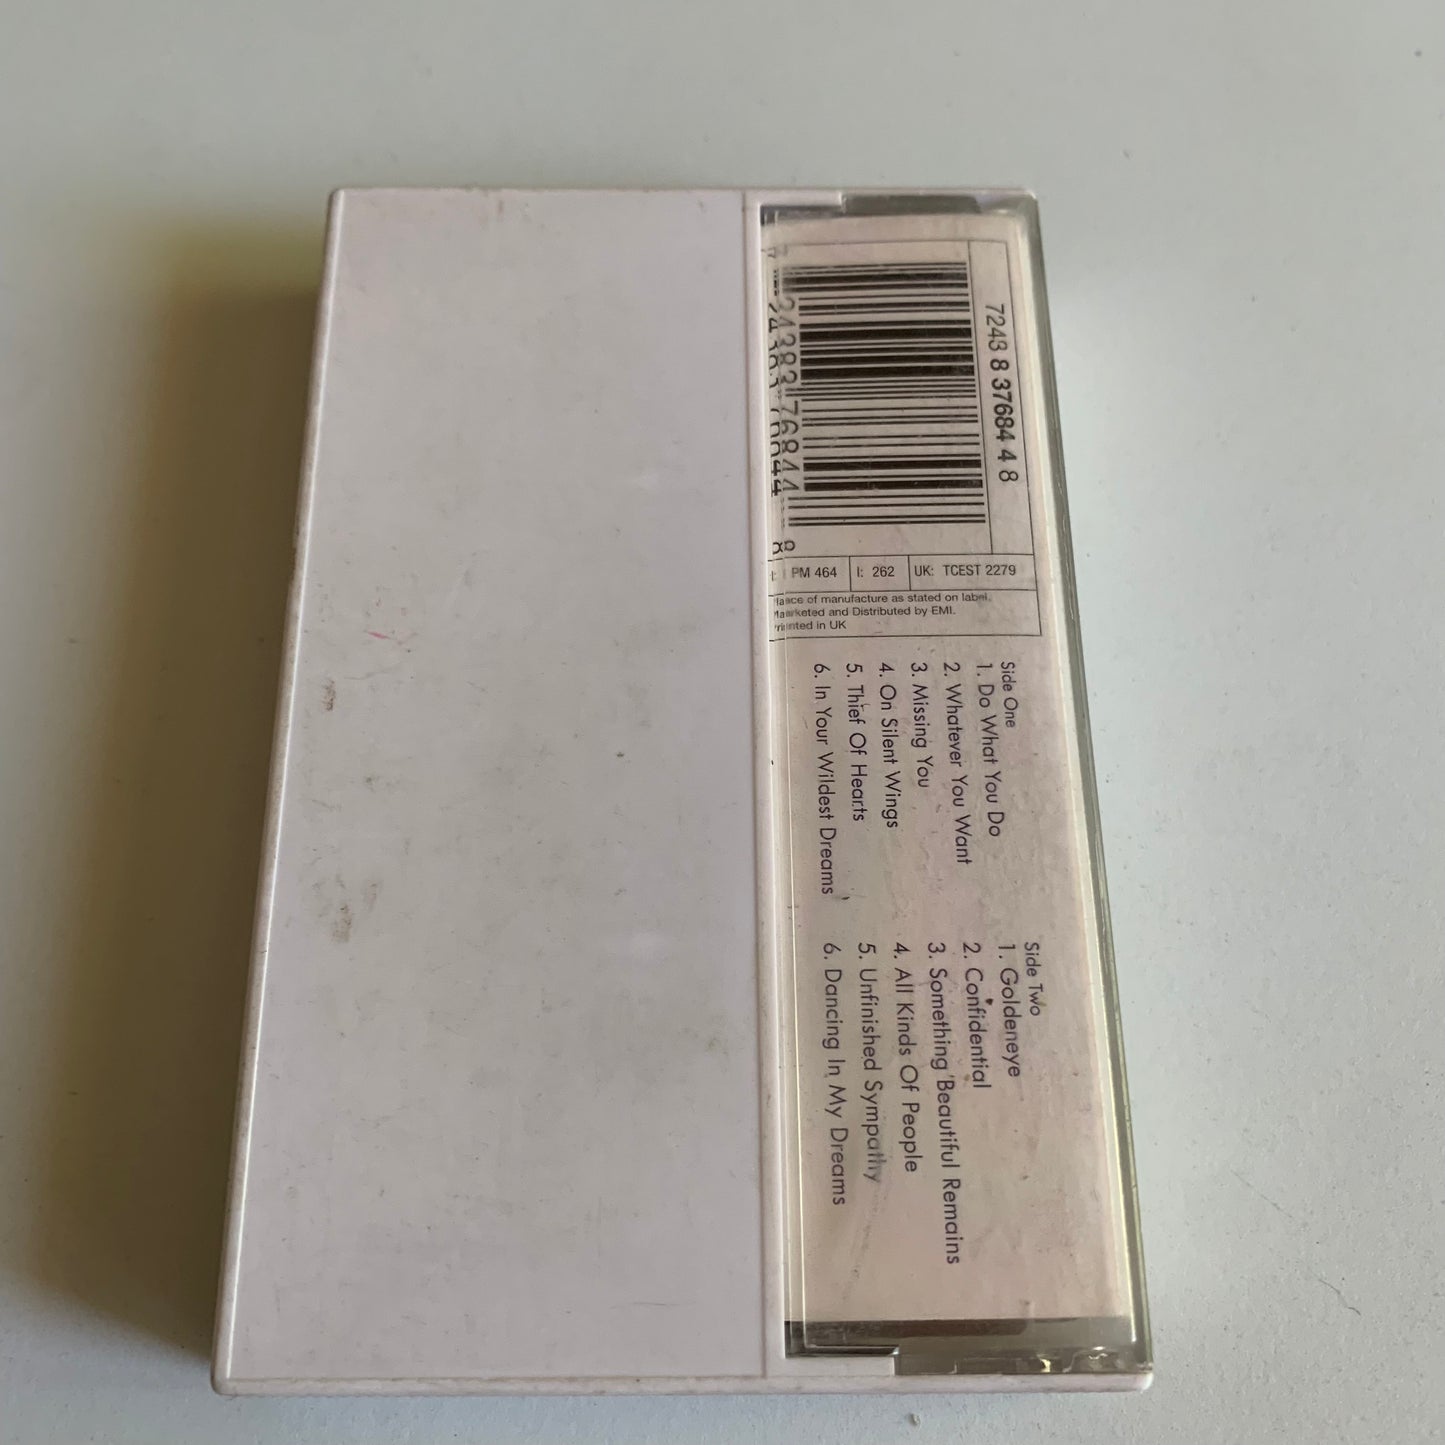 7243 8 37684 4 8
7 24383 76844 8
PM 464
I: 262
UK: TCEST 2279
Place of manufacture as stated on label.
Marketed and Distributed by EMI.
Printed in UK
Side One
1. Do What You Do
2. Whatever You Want
3. Missing You
4. On Silent Wings
5. Thief Of Hearts
6. In Your Wildest Dreams
Side Two
1. Goldeneye
2. Confidential
3. Something Beautiful Remains
4. All Kinds Of People
5. Unfinished Sympathy
6. Dancing In My Dreams